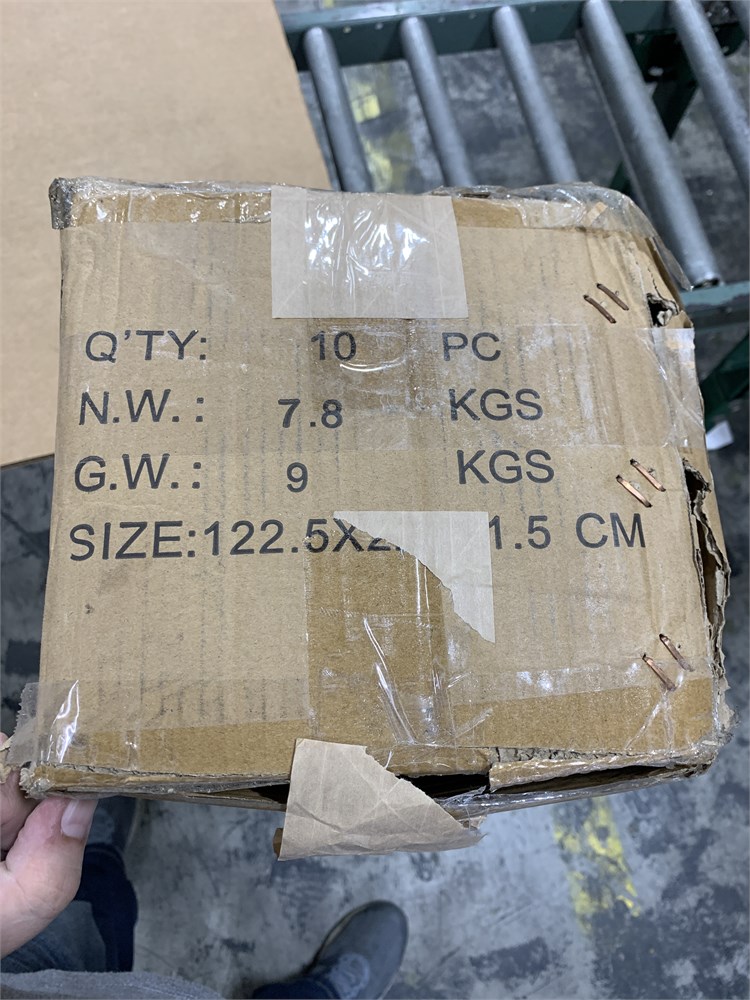 Q'TY: 10 PC
N.W.: 7.8 KGS
G.W.: 9 KGS
SIZE:122.5X2 1.5 CM